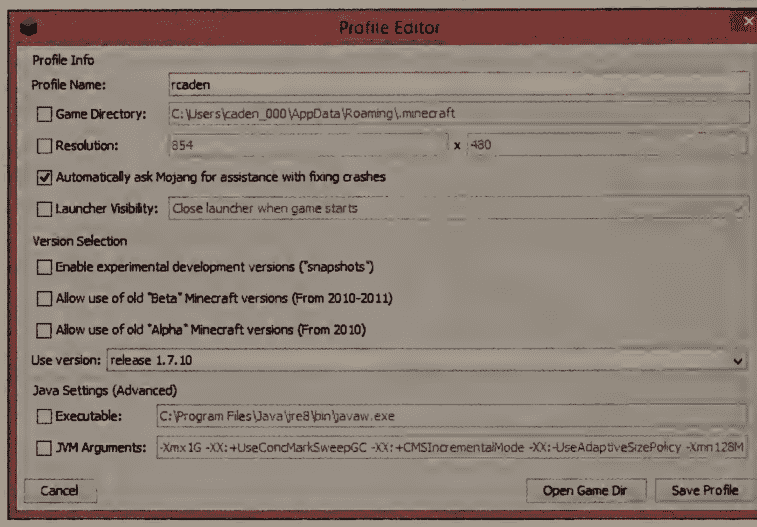 Profile Editor
Profile Info
Profile Name: rcaden
Game Directory: C:\Users\caden_000\AppData\Roaming\.minecraft
Resolution: 854 x 480
Automatically ask Mojang for assistance with fixing crashes
Launcher Visibility: Close launcher when game starts
Version Selection
Enable experimental development versions ("snapshots")
Allow use of old "Beta" Minecraft versions (From 2010-2011)
Allow use of old "Alpha" Minecraft versions (From 2010)
Use version: release 1.7.10
Java Settings (Advanced)
Executable: C:\Program Files\Java\jre8\bin\javaw.exe
JVM Arguments: -Xmx1G -XX:+UseConcMarkSweepGC -XX:+CMSIncrementalMode -XX:-UseAdaptiveSizePolicy -Xmn128M
Cancel Open Game Dir Save Profile